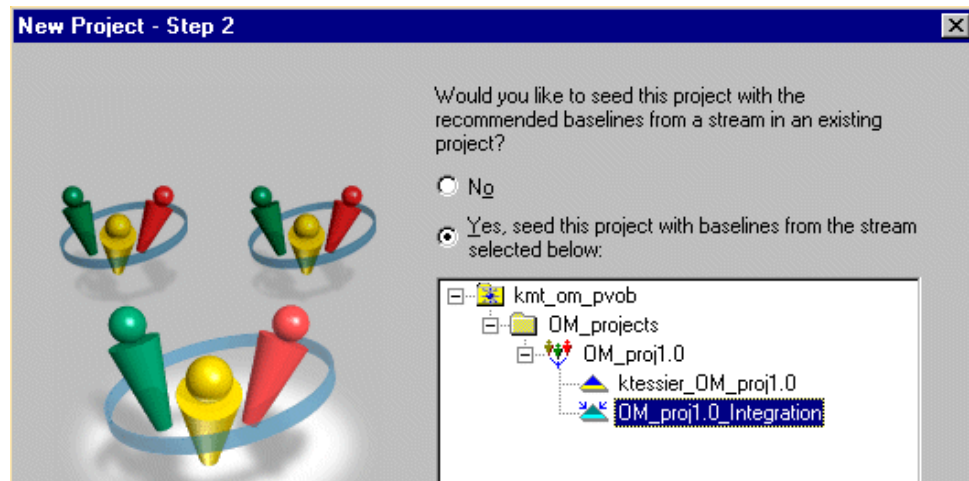 New Project - Step 2
Would you like to seed this project with the
recommended baselines from a stream in an existing
project?
No
Yes, seed this project with baselines from the stream
selected below:
kmt_om_pvob
OM_projects
OM_proj1.0
ktessier_OM_proj1.0
OM_proj1.0_Integration